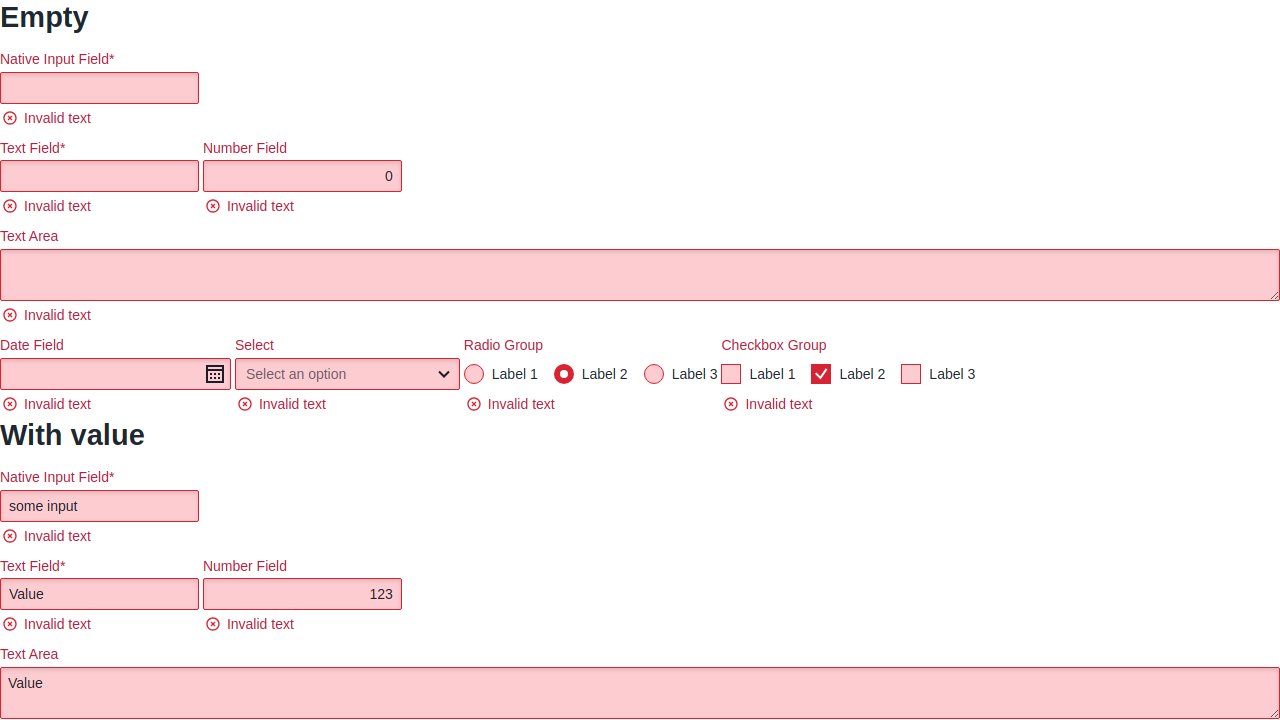 Empty
Native Input Field*
Invalid text
Text Field* Number Field
0
Invalid text Invalid text
Text Area
Invalid text
Date Field Select Radio Group Checkbox Group
Select an option Label 1 Label 2 Label 3 Label 1 Label 2 Label 3
Invalid text Invalid text Invalid text Invalid text
With value
Native Input Field*
some input
Invalid text
Text Field* Number Field
Value 123
Invalid text Invalid text
Text Area
Value